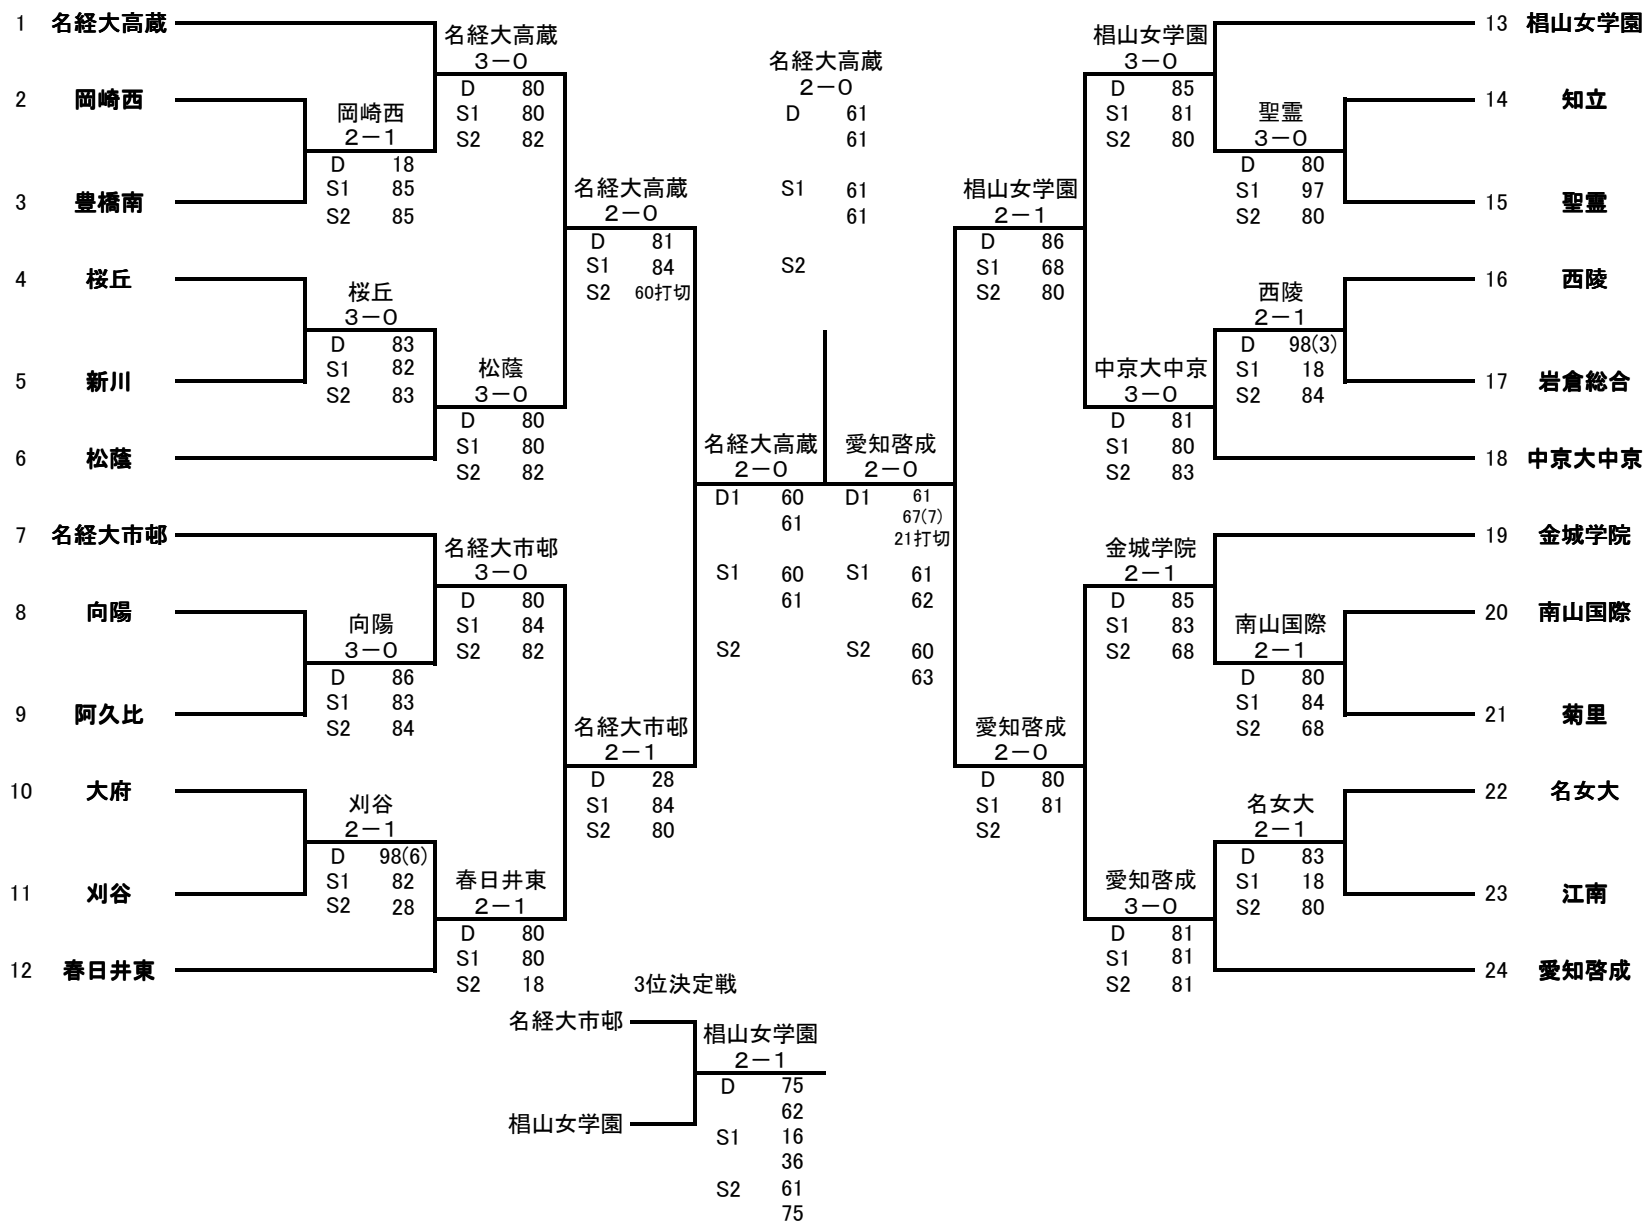 1 名経大高蔵
2 岡崎西
3 豊橋南
4 桜丘
5 新川
6 松蔭
7 名経大市邨
8 向陽
9 阿久比
10 大府
11 刈谷
12 春日井東
岡崎西
2－1
D 18
S1 85
S2 85
桜丘
3－0
D 83
S1 82
S2 83
向陽
3－0
D 86
S1 83
S2 84
刈谷
2－1
D 98(6)
S1 82
S2 28
名経大高蔵
3－0
D 80
S1 80
S2 82
松蔭
3－0
D 80
S1 80
S2 82
名経大市邨
3－0
D 80
S1 84
S2 82
春日井東
2－1
D 80
S1 80
S2 18
名経大高蔵
2－0
D 81
S1 84
S2 60打切
名経大市邨
2－1
D 28
S1 84
S2 80
名経大高蔵
2－0
D1 60
61
S1 60
61
S2
名経大高蔵
2－0
D 61
61
S1 61
61
S2
愛知啓成
2－0
D1 61
67(7)
21打切
S1 61
62
S2 60
63
椙山女学園
2－1
D 86
S1 68
S2 80
愛知啓成
2－0
D 80
S1 81
S2
椙山女学園
3－0
D 85
S1 81
S2 80
中京大中京
3－0
D 81
S1 80
S2 83
金城学院
2－1
D 85
S1 83
S2 68
愛知啓成
3－0
D 81
S1 81
S2 81
聖霊
3－0
D 80
S1 97
S2 80
西陵
2－1
D 98(3)
S1 18
S2 84
南山国際
2－1
D 80
S1 84
S2 68
名女大
2－1
D 83
S1 18
S2 80
13 椙山女学園
14 知立
15 聖霊
16 西陵
17 岩倉総合
18 中京大中京
19 金城学院
20 南山国際
21 菊里
22 名女大
23 江南
24 愛知啓成
3位決定戦
名経大市邨
椙山女学園
椙山女学園
2－1
D 75
62
S1 16
36
S2 61
75